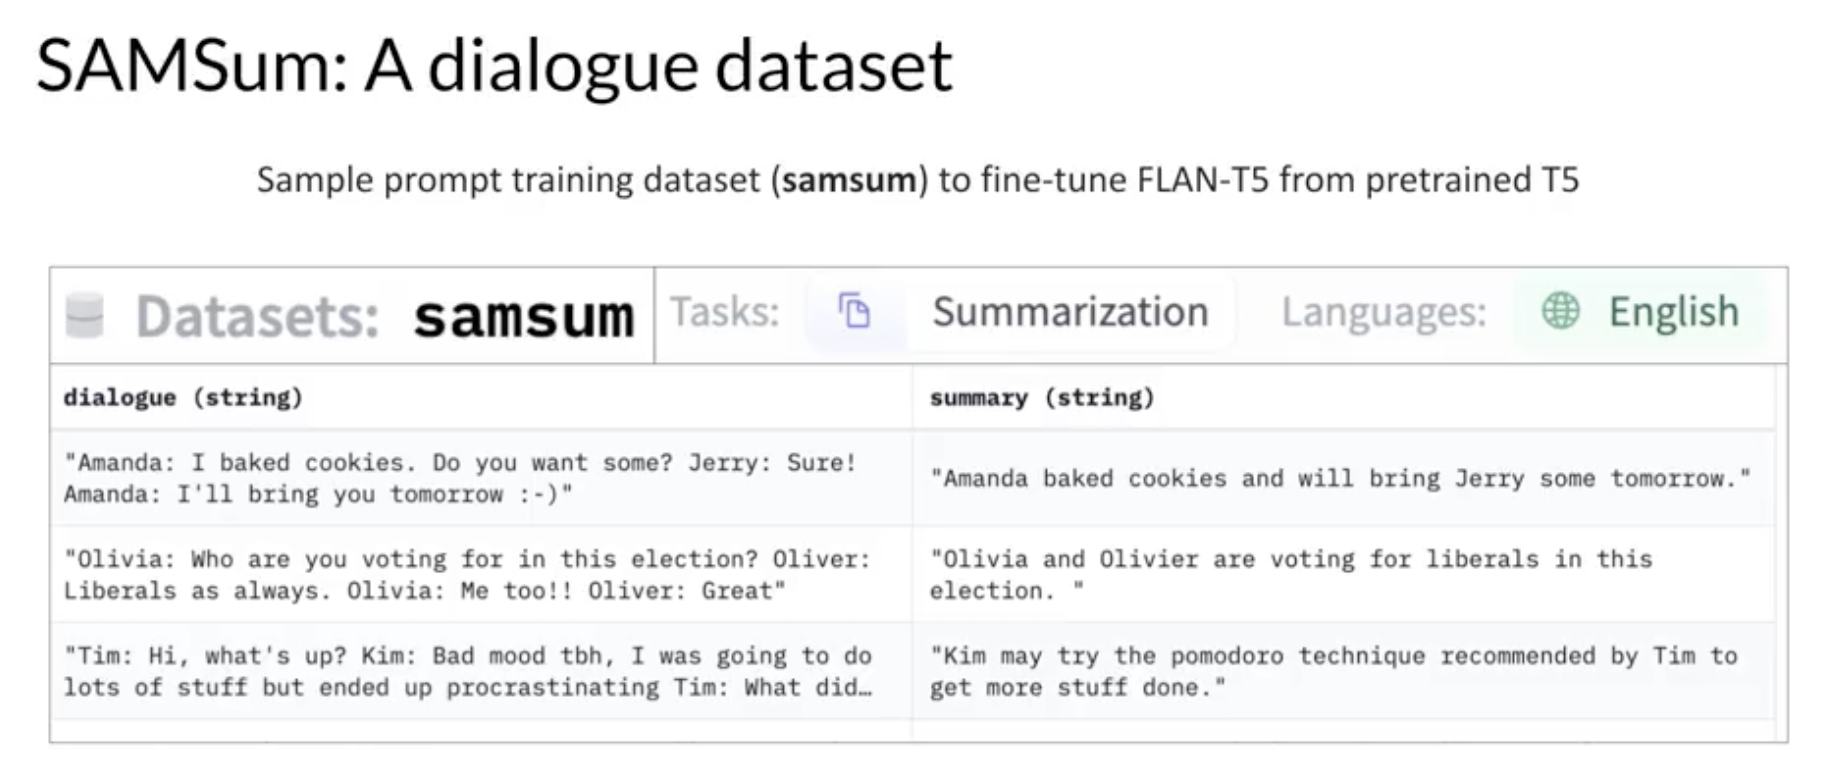 SAMSum: A dialogue dataset
Sample prompt training dataset (samsum) to fine-tune FLAN-T5 from pretrained T5
Datasets: samsum Tasks: Summarization Languages: English
dialogue (string)
summary (string)
"Amanda: I baked cookies. Do you want some? Jerry: Sure!
Amanda: I'll bring you tomorrow :-)"
"Amanda baked cookies and will bring Jerry some tomorrow."
"Olivia: Who are you voting for in this election? Oliver:
Liberals as always. Olivia: Me too!! Oliver: Great"
"Olivia and Olivier are voting for liberals in this
election. "
"Tim: Hi, what's up? Kim: Bad mood tbh, I was going to do
lots of stuff but ended up procrastinating Tim: What did…
"Kim may try the pomodoro technique recommended by Tim to
get more stuff done."